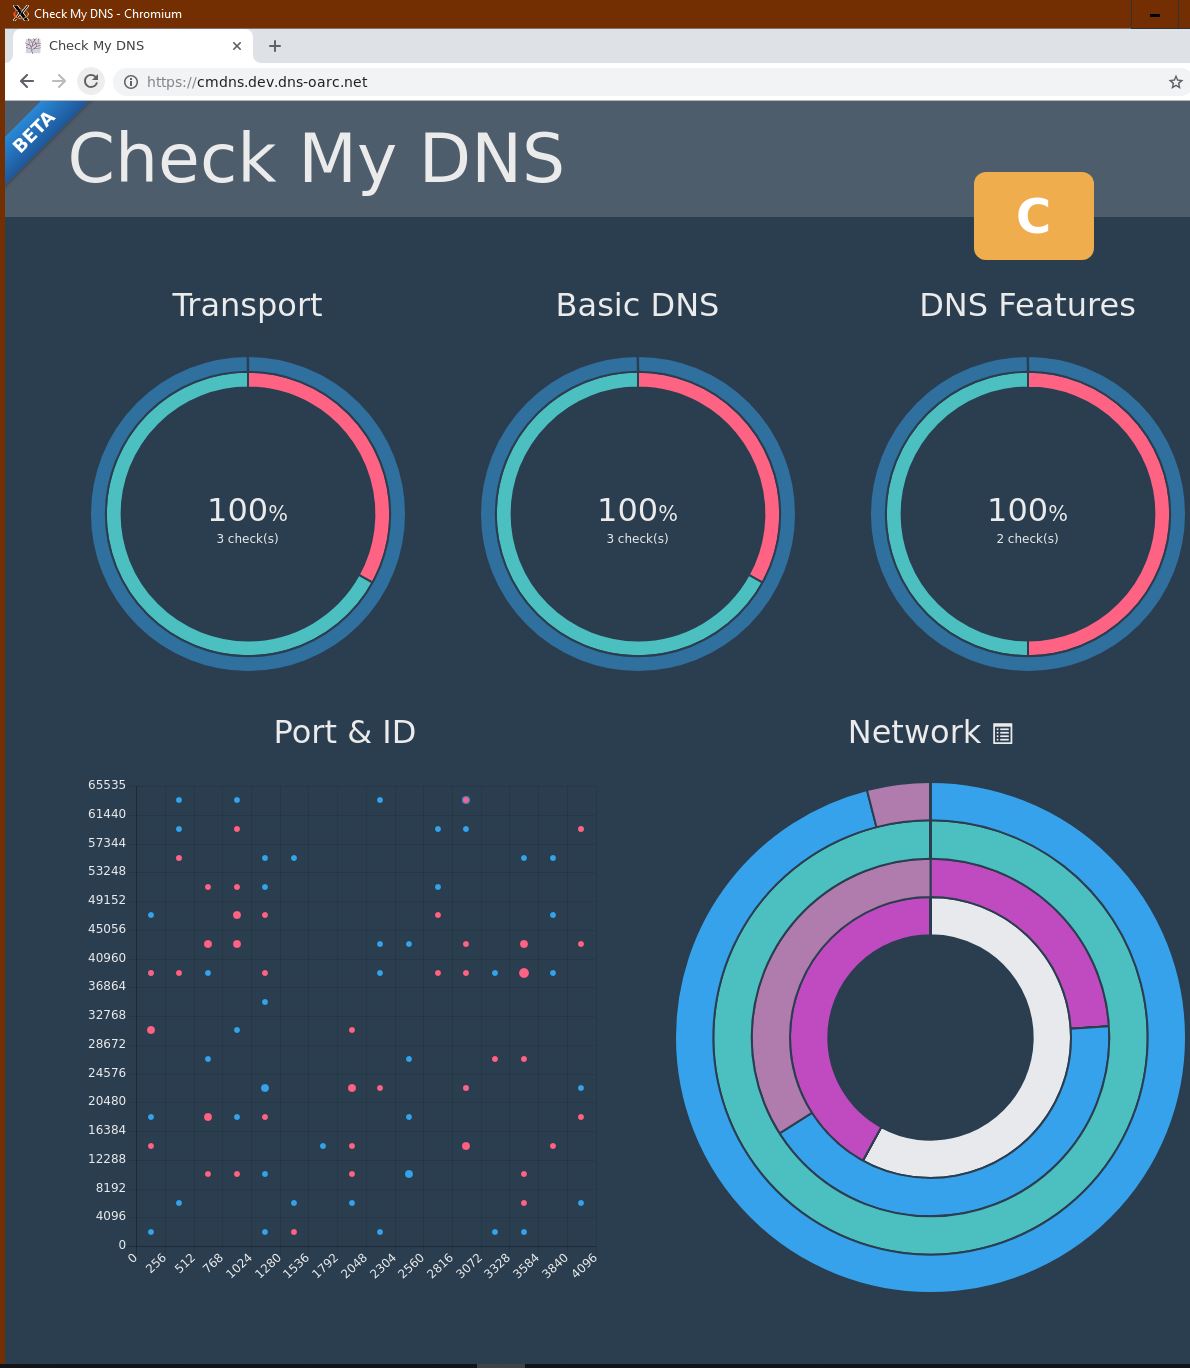 Check My DNS - Chromium
Check My DNS
https://cmdns.dev.dns-oarc.net
BETA
Check My DNS
C
Transport
Basic DNS
DNS Features
100%
3 check(s)
100%
3 check(s)
100%
2 check(s)
Port & ID
Network
65535
61440
57344
53248
49152
45056
40960
36864
32768
28672
24576
20480
16384
12288
8192
4096
0
0
256
512
768
1024
1280
1536
1792
2048
2304
2560
2816
3072
3328
3584
3840
4096